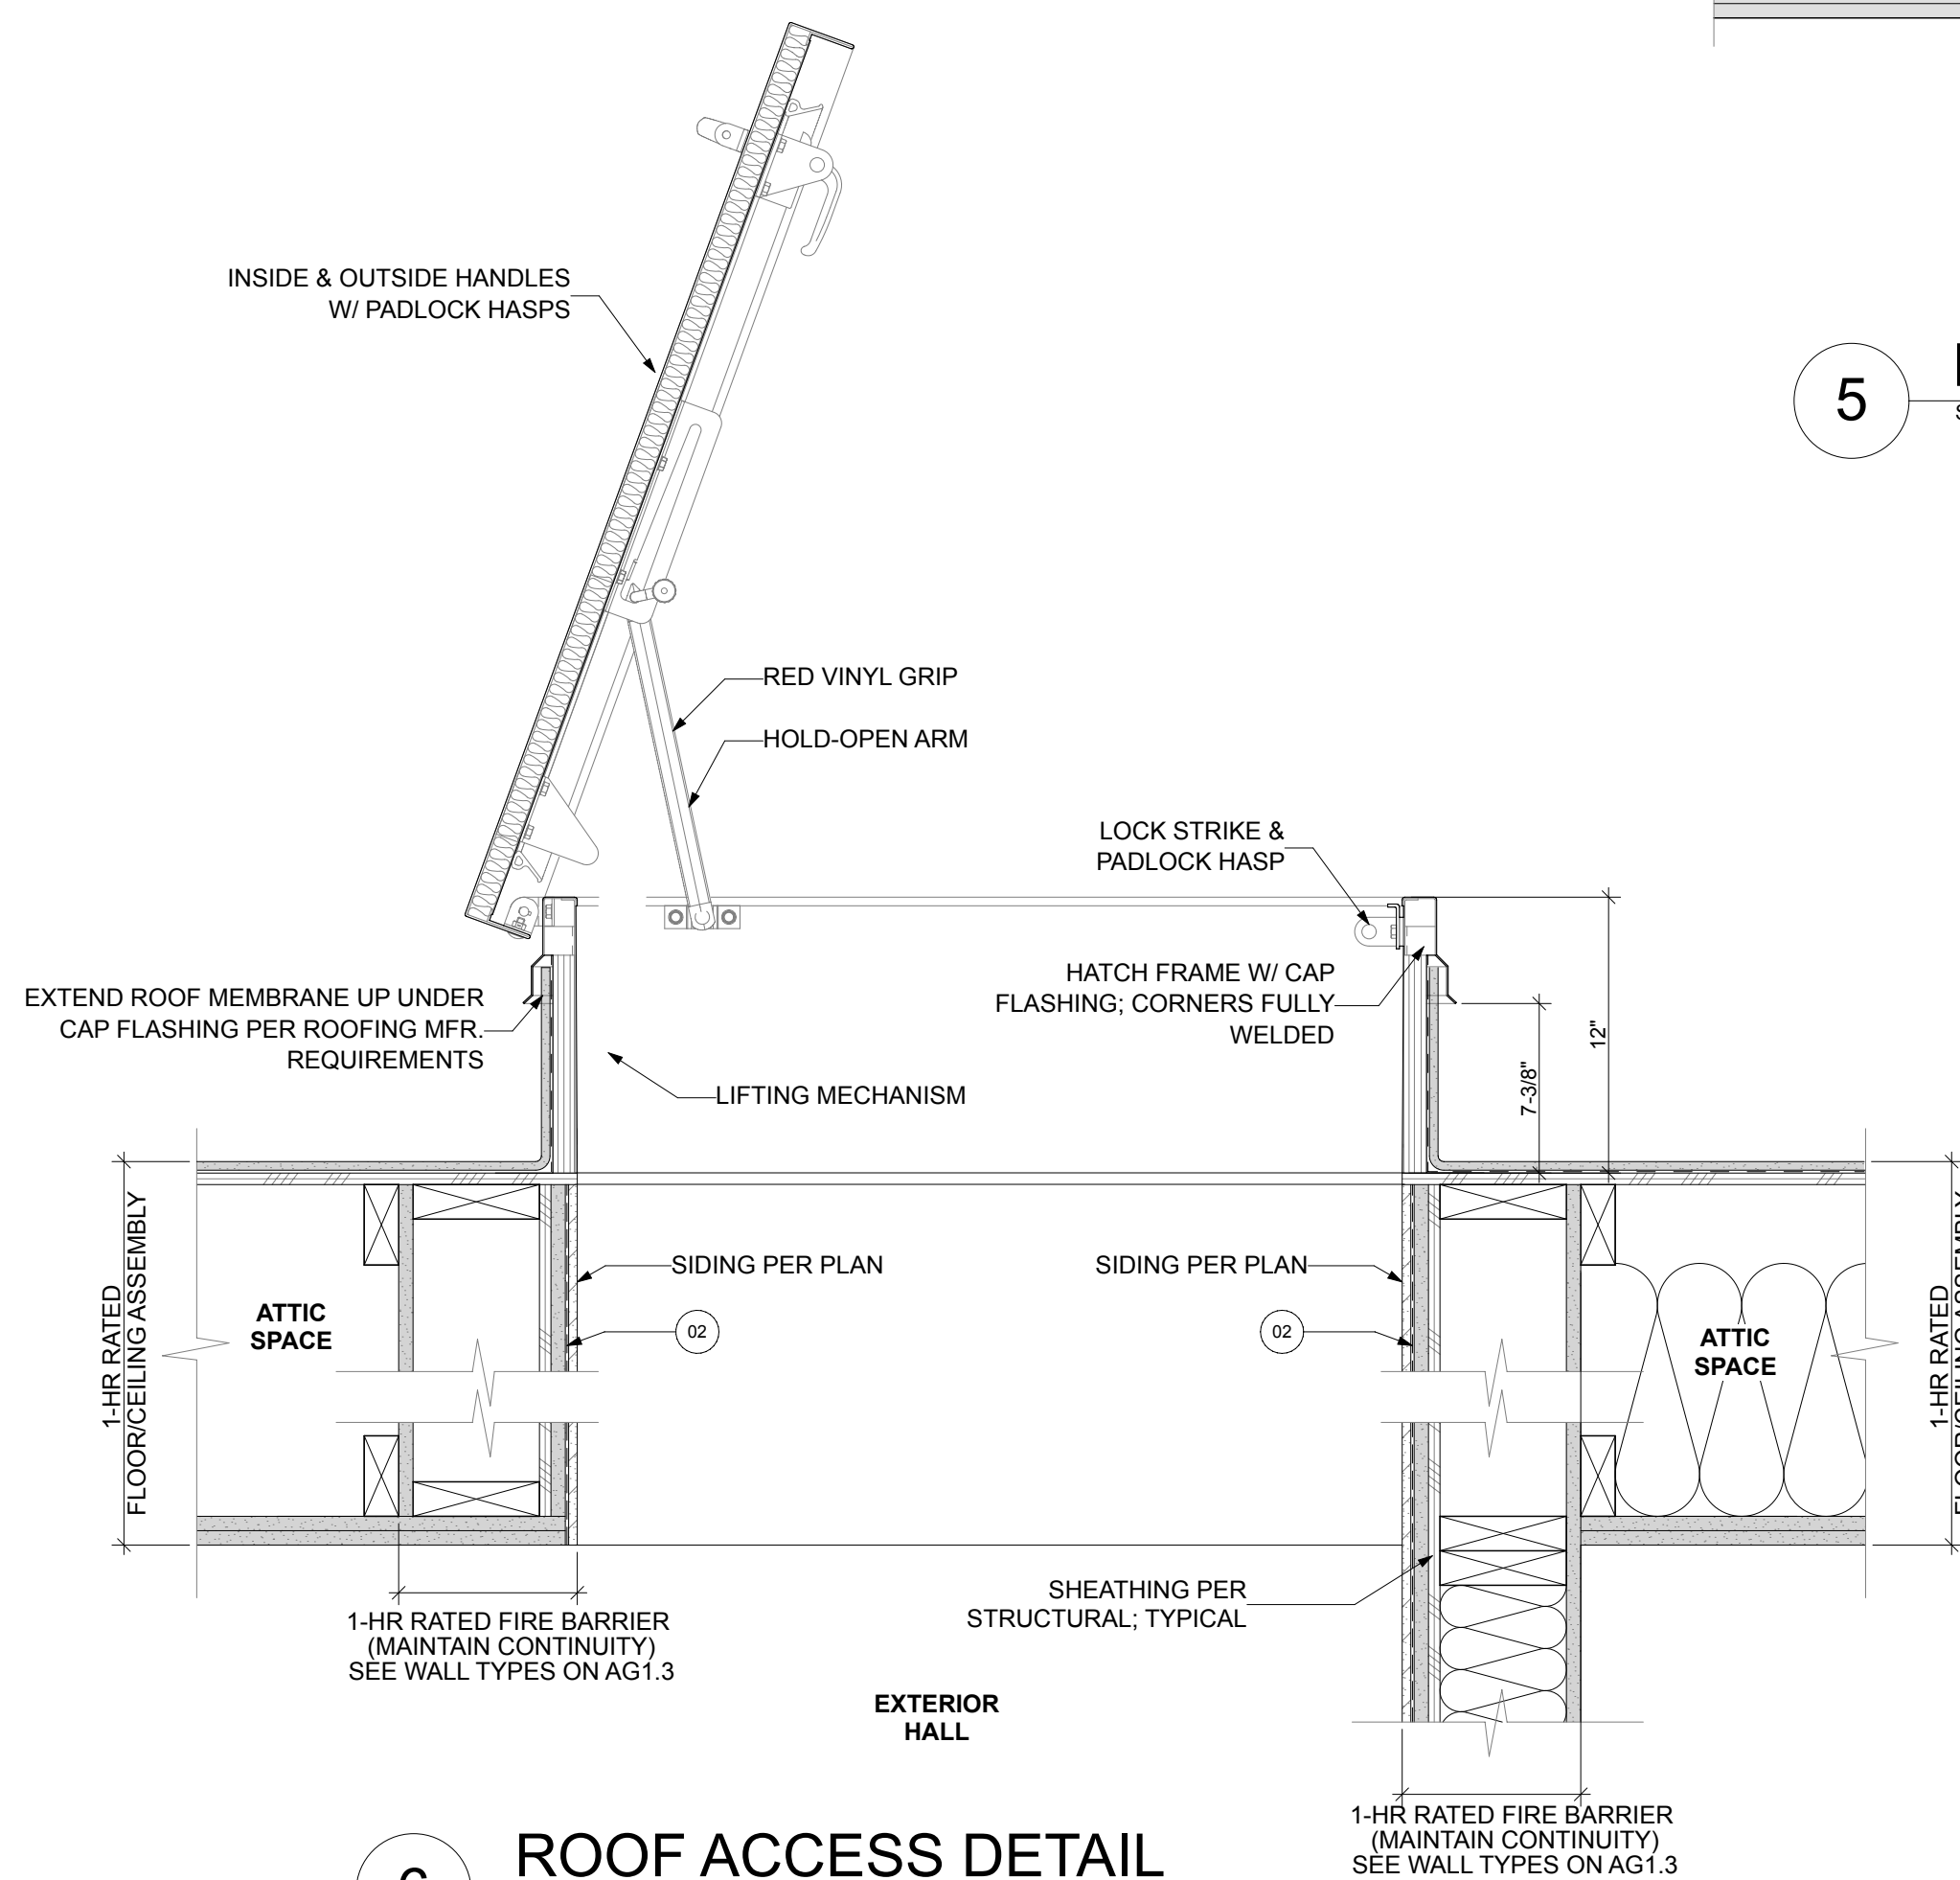 INSIDE & OUTSIDE HANDLES
W/ PADLOCK HASPS
5
RED VINYL GRIP
HOLD-OPEN ARM
LOCK STRIKE &
PADLOCK HASP
HATCH FRAME W/ CAP
FLASHING; CORNERS FULLY
WELDED
EXTEND ROOF MEMBRANE UP UNDER
CAP FLASHING PER ROOFING MFR.
REQUIREMENTS
LIFTING MECHANISM
7-3/8"
12"
1-HR RATED
FLOOR/CEILING ASSEMBLY
ATTIC
SPACE
SIDING PER PLAN
02
SIDING PER PLAN
02
ATTIC
SPACE
1-HR RATED
FLOOR/CEILING ASSEMBLY
SHEATHING PER
STRUCTURAL; TYPICAL
1-HR RATED FIRE BARRIER
(MAINTAIN CONTINUITY)
SEE WALL TYPES ON AG1.3
EXTERIOR
HALL
1-HR RATED FIRE BARRIER
(MAINTAIN CONTINUITY)
SEE WALL TYPES ON AG1.3
6
ROOF ACCESS DETAIL